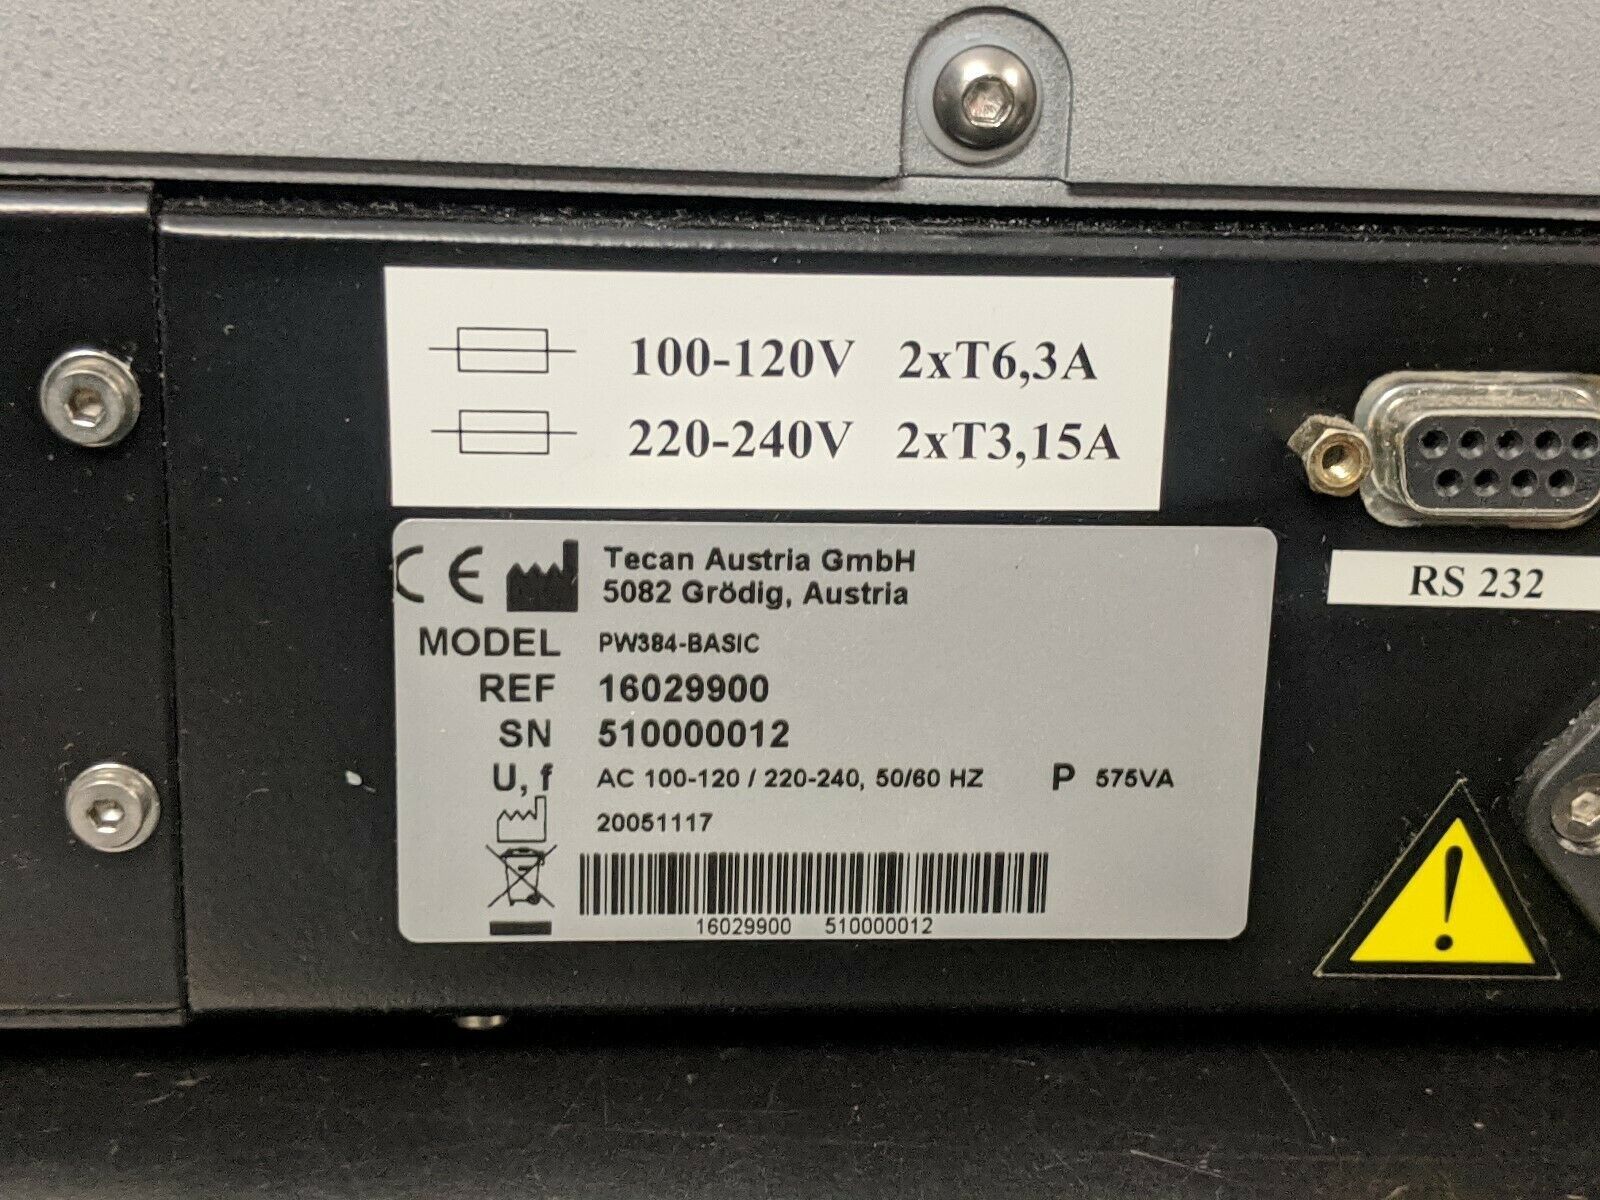 100-120V 2xT6,3A
220-240V 2xT3,15A
RS 232
CE Tecan Austria GmbH
5082 Grödig, Austria
MODEL PW384-BASIC
REF 16029900
SN 510000012
U, f AC 100-120 / 220-240, 50/60 HZ P 575VA
20051117
16029900 510000012